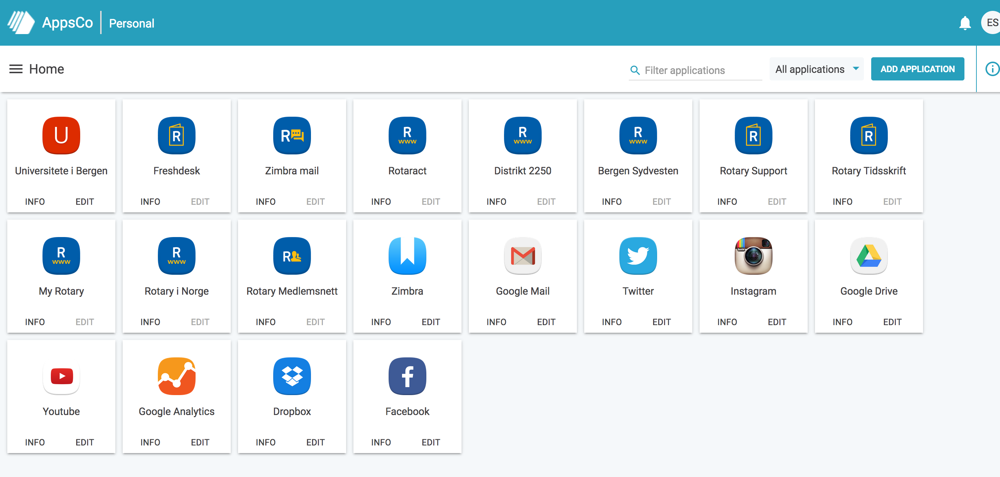 AppsCo Personal
ES
Home
Filter applications
All applications
ADD APPLICATION
U
R
R
R
www
R
www
R
www
R
R
Universitete i Bergen
Freshdesk
Zimbra mail
Rotaract
Distrikt 2250
Bergen Sydvesten
Rotary Support
Rotary Tidsskrift
INFO EDIT
INFO EDIT
INFO EDIT
INFO EDIT
INFO EDIT
INFO EDIT
INFO EDIT
INFO EDIT
R
www
R
www
R
Insta
My Rotary
Rotary i Norge
Rotary Medlemsnett
Zimbra
Google Mail
Twitter
Instagram
Google Drive
INFO EDIT
INFO EDIT
INFO EDIT
INFO EDIT
INFO EDIT
INFO EDIT
INFO EDIT
INFO EDIT
f
Youtube
Google Analytics
Dropbox
Facebook
INFO EDIT
INFO EDIT
INFO EDIT
INFO EDIT